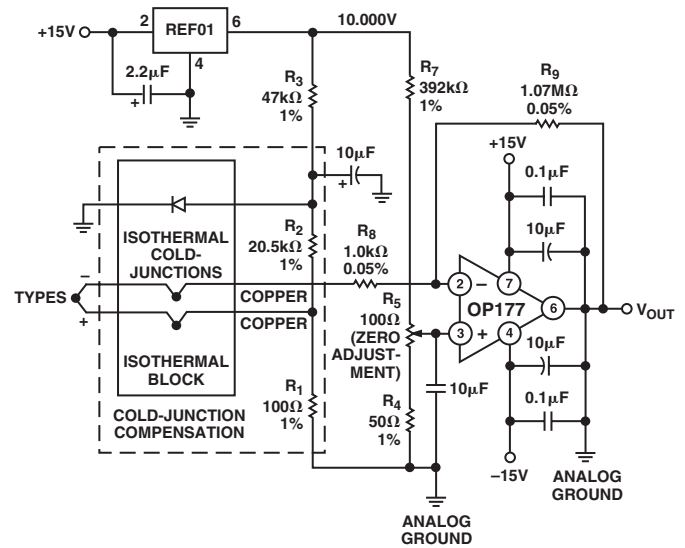 +15V
2
REF01
6
4
10.000V
2.2μF
+
R3
47kΩ
1%
R7
392kΩ
1%
R9
1.07MΩ
0.05%
10μF
+
+15V
0.1μF
10μF
ISOTHERMAL
COLD-
JUNCTIONS
R2
20.5kΩ
1%
R8
1.0kΩ
0.05%
TYPES
–
+
COPPER
COPPER
ISOTHERMAL
BLOCK
R5
100Ω
(ZERO
ADJUST-
MENT)
2
–
7
OP177
6
3
+
4
VOUT
10μF
10μF
0.1μF
R1
100Ω
1%
R4
50Ω
1%
COLD-JUNCTION
COMPENSATION
–15V
ANALOG
GROUND
ANALOG
GROUND